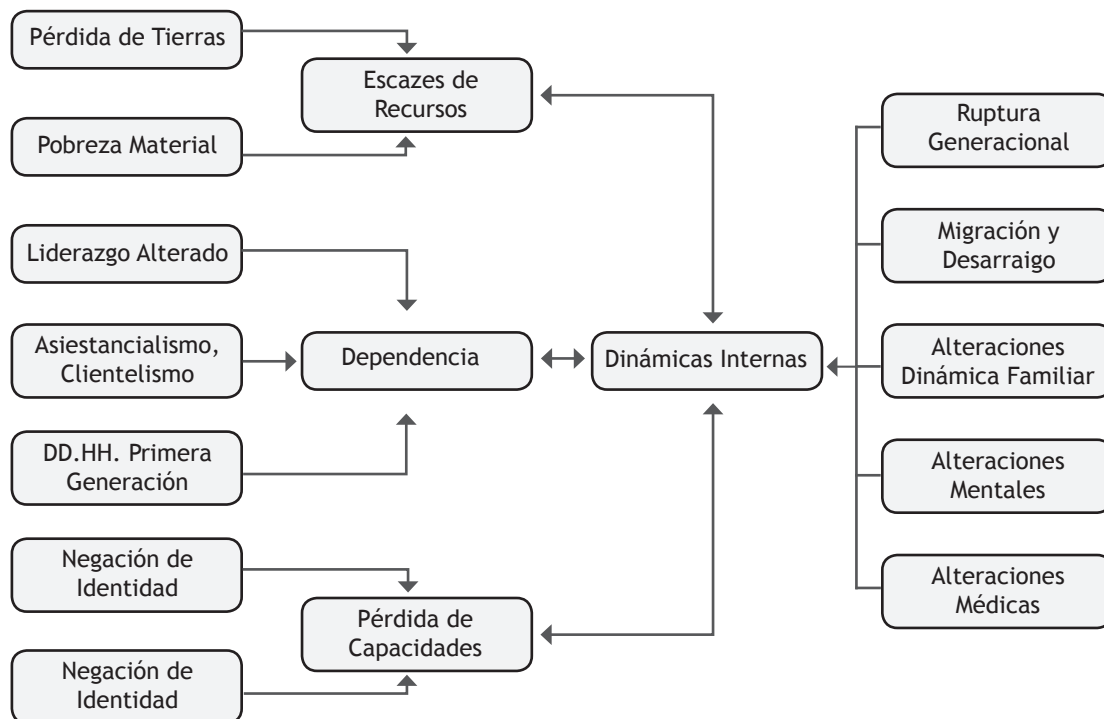 Pérdida de Tierras
Pobreza Material
Liderazgo Alterado
Asiestancialismo,
Clientelismo
DD.HH. Primera
Generación
Negación de
Identidad
Negación de
Identidad
Escazes de
Recursos
Dependencia
Pérdida de
Capacidades
Dinámicas Internas
Ruptura
Generacional
Migración y
Desarraigo
Alteraciones
Dinámica Familiar
Alteraciones
Mentales
Alteraciones
Médicas